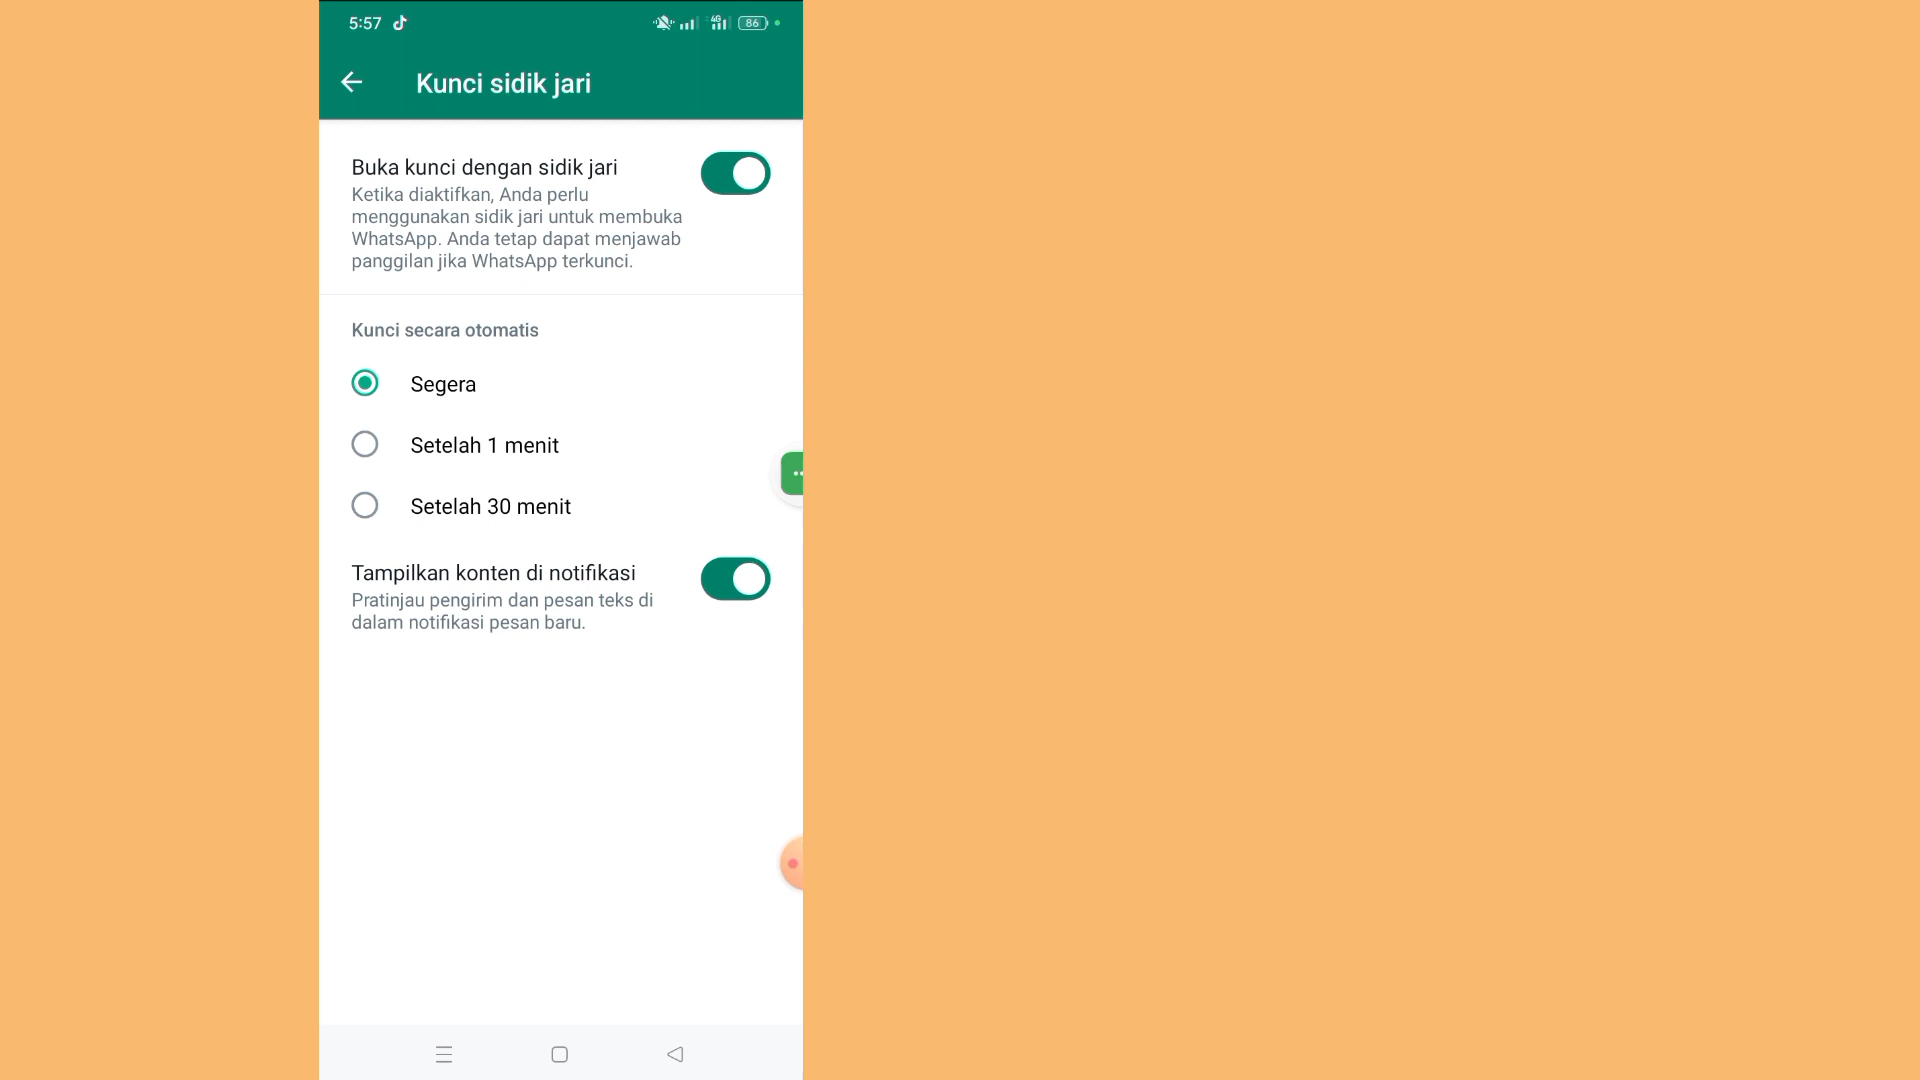 5:57
4G
86
Kunci sidik jari
Buka kunci dengan sidik jari
Ketika diaktifkan, Anda perlu
menggunakan sidik jari untuk membuka
WhatsApp. Anda tetap dapat menjawab
panggilan jika WhatsApp terkunci.
Kunci secara otomatis
Segera
Setelah 1 menit
Setelah 30 menit
Tampilkan konten di notifikasi
Pratinjau pengirim dan pesan teks di
dalam notifikasi pesan baru.